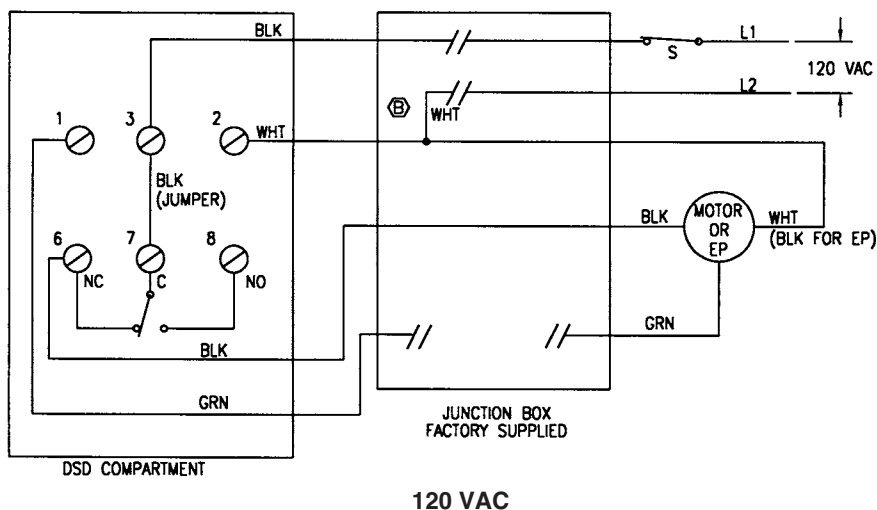 BLK
S
L1
120 VAC
L2
B
WHT
1
3
2
WHT
BLK
(JUMPER)
BLK
MOTOR
OR
EP
WHT
(BLK FOR EP)
6
7
8
NC
C
NO
GRN
BLK
GRN
JUNCTION BOX
FACTORY SUPPLIED
DSD COMPARTMENT
120 VAC